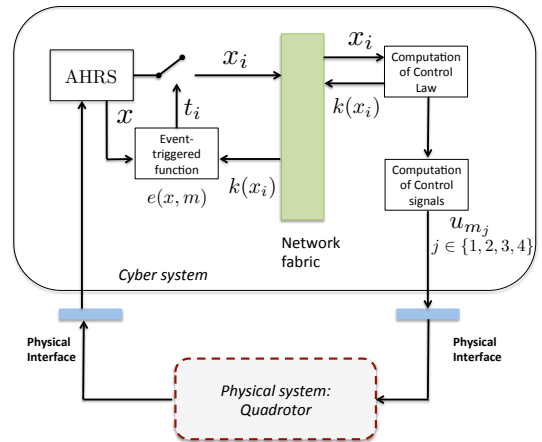 AHRS
x_i
x_i
Computation
of Control
Law
k(x_i)
x
t_i
Event-
triggered
function
k(x_i)
e(x, m)
Computation
of Control
signals
u_{m_j}
j ∈ {1, 2, 3, 4}
Network
fabric
Cyber system
Physical
Interface
Physical
Interface
Physical system:
Quadrotor